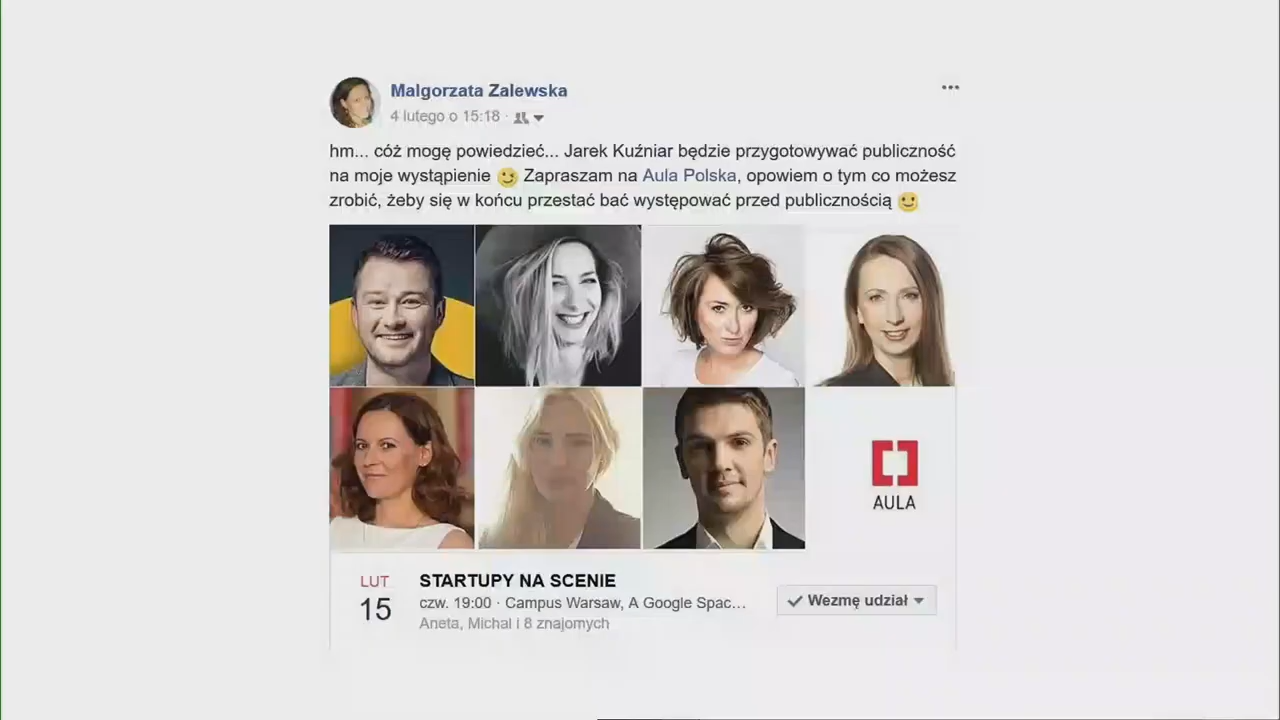 Malgorzata Zalewska
4 lutego o 15:18 ·
hm... cóż mogę powiedzieć... Jarek Kuźniar będzie przygotowywać publiczność
na moje wystąpienie 😉 Zapraszam na Aula Polska, opowiem o tym co możesz
zrobić, żeby się w końcu przestać bać występować przed publicznością 🙂
AULA
LUT
15
STARTUPY NA SCENIE
czw. 19:00 · Campus Warsaw, A Google Spac...
Aneta, Michal i 8 znajomych
Wezmę udział